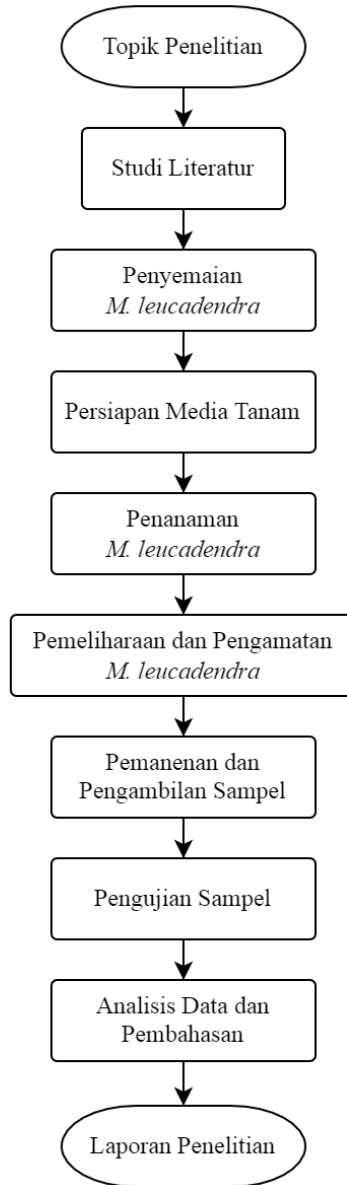 Topik Penelitian
Studi Literatur
Penyemaian
M. leucadendra
Persiapan Media Tanam
Penanaman
M. leucadendra
Pemeliharaan dan Pengamatan
M. leucadendra
Pemanenan dan
Pengambilan Sampel
Pengujian Sampel
Analisis Data dan
Pembahasan
Laporan Penelitian